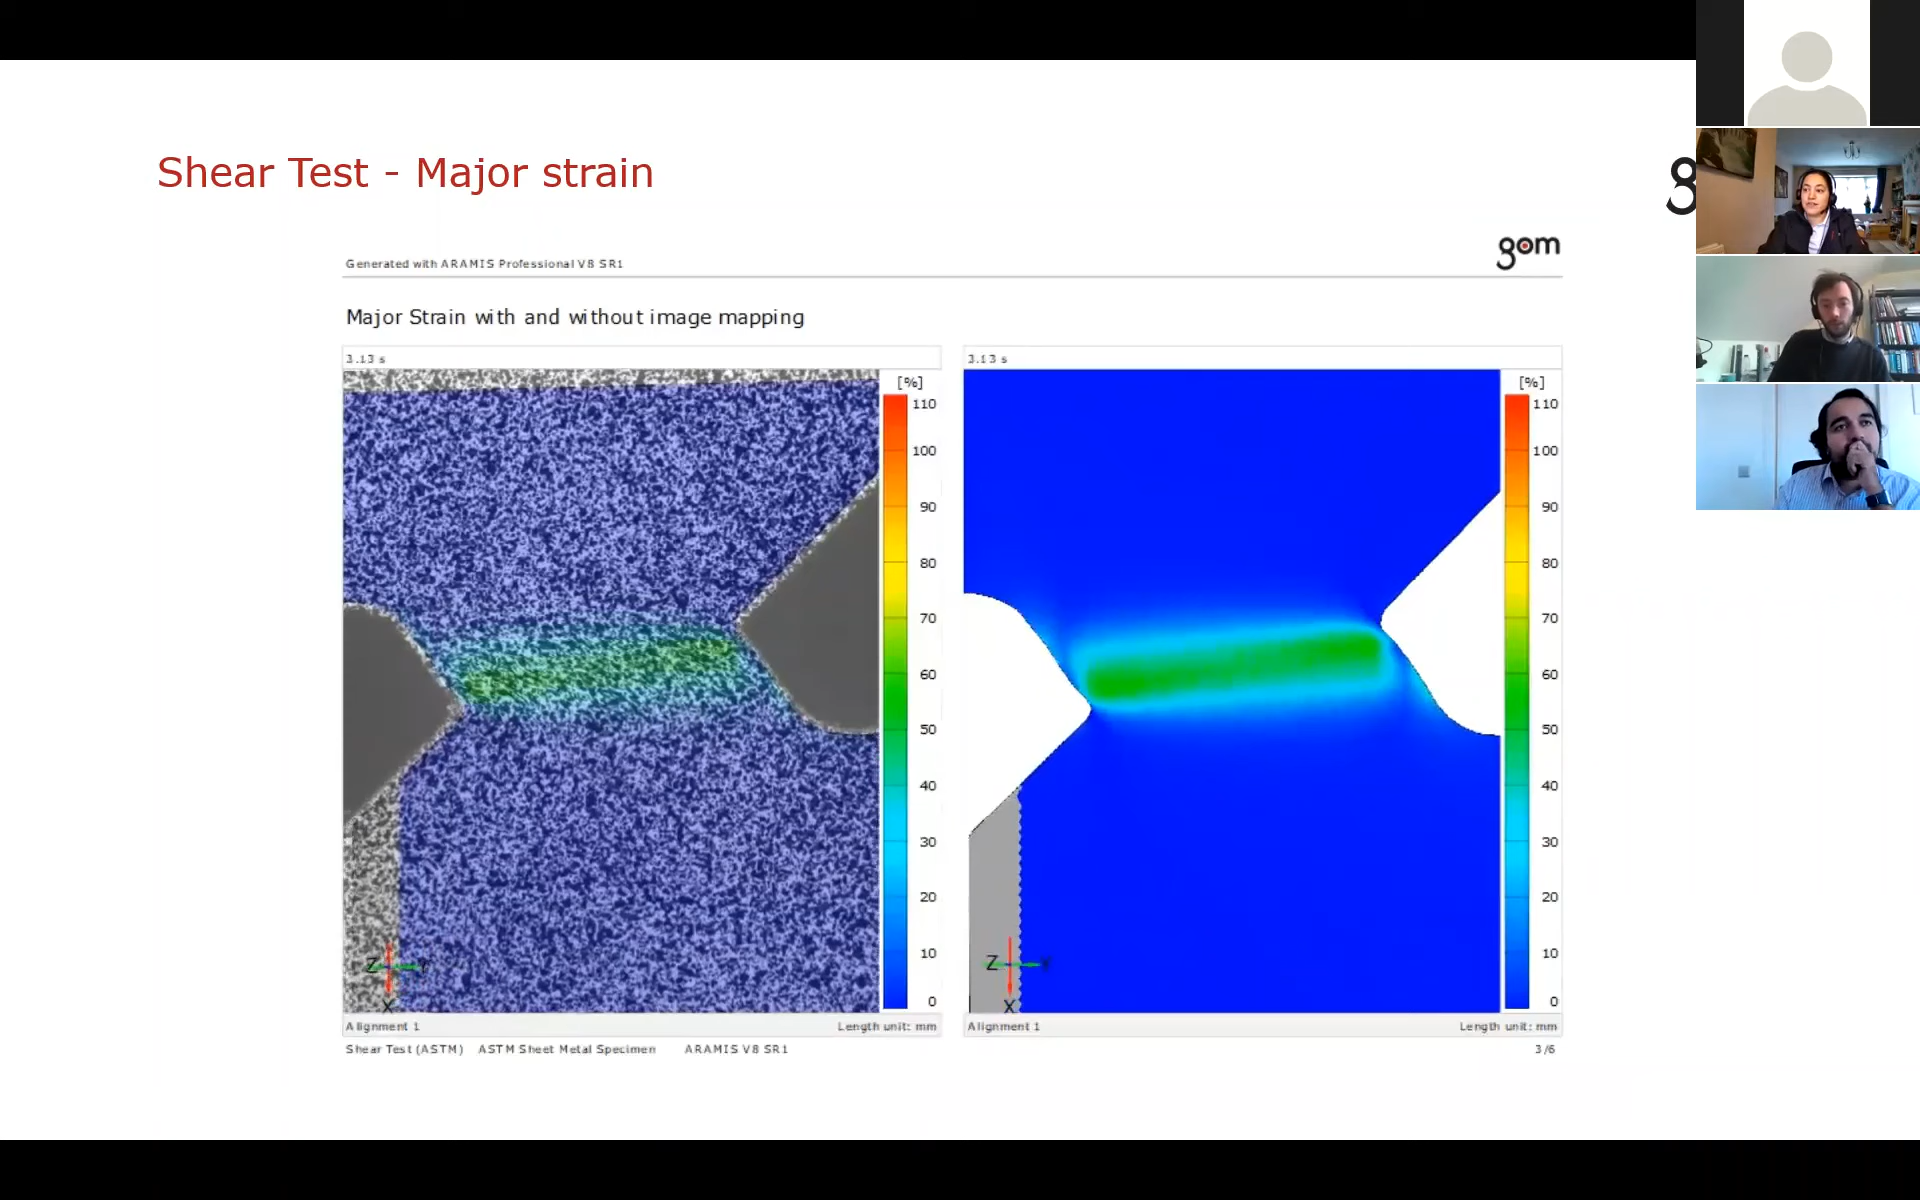 Shear Test - Major strain
gom
Generated with ARAMIS Professional V8 SR1
Major Strain with and without image mapping
3.13 s
[%]
110
100
90
80
70
60
50
40
30
20
10
0
Z
Y
X
Alignment 1
Length unit: mm
3.13 s
[%]
110
100
90
80
70
60
50
40
30
20
10
0
Z
Y
X
Alignment 1
Length unit: mm
Shear Test (ASTM) ASTM Sheet Metal Specimen ARAMIS V8 SR1
3/6